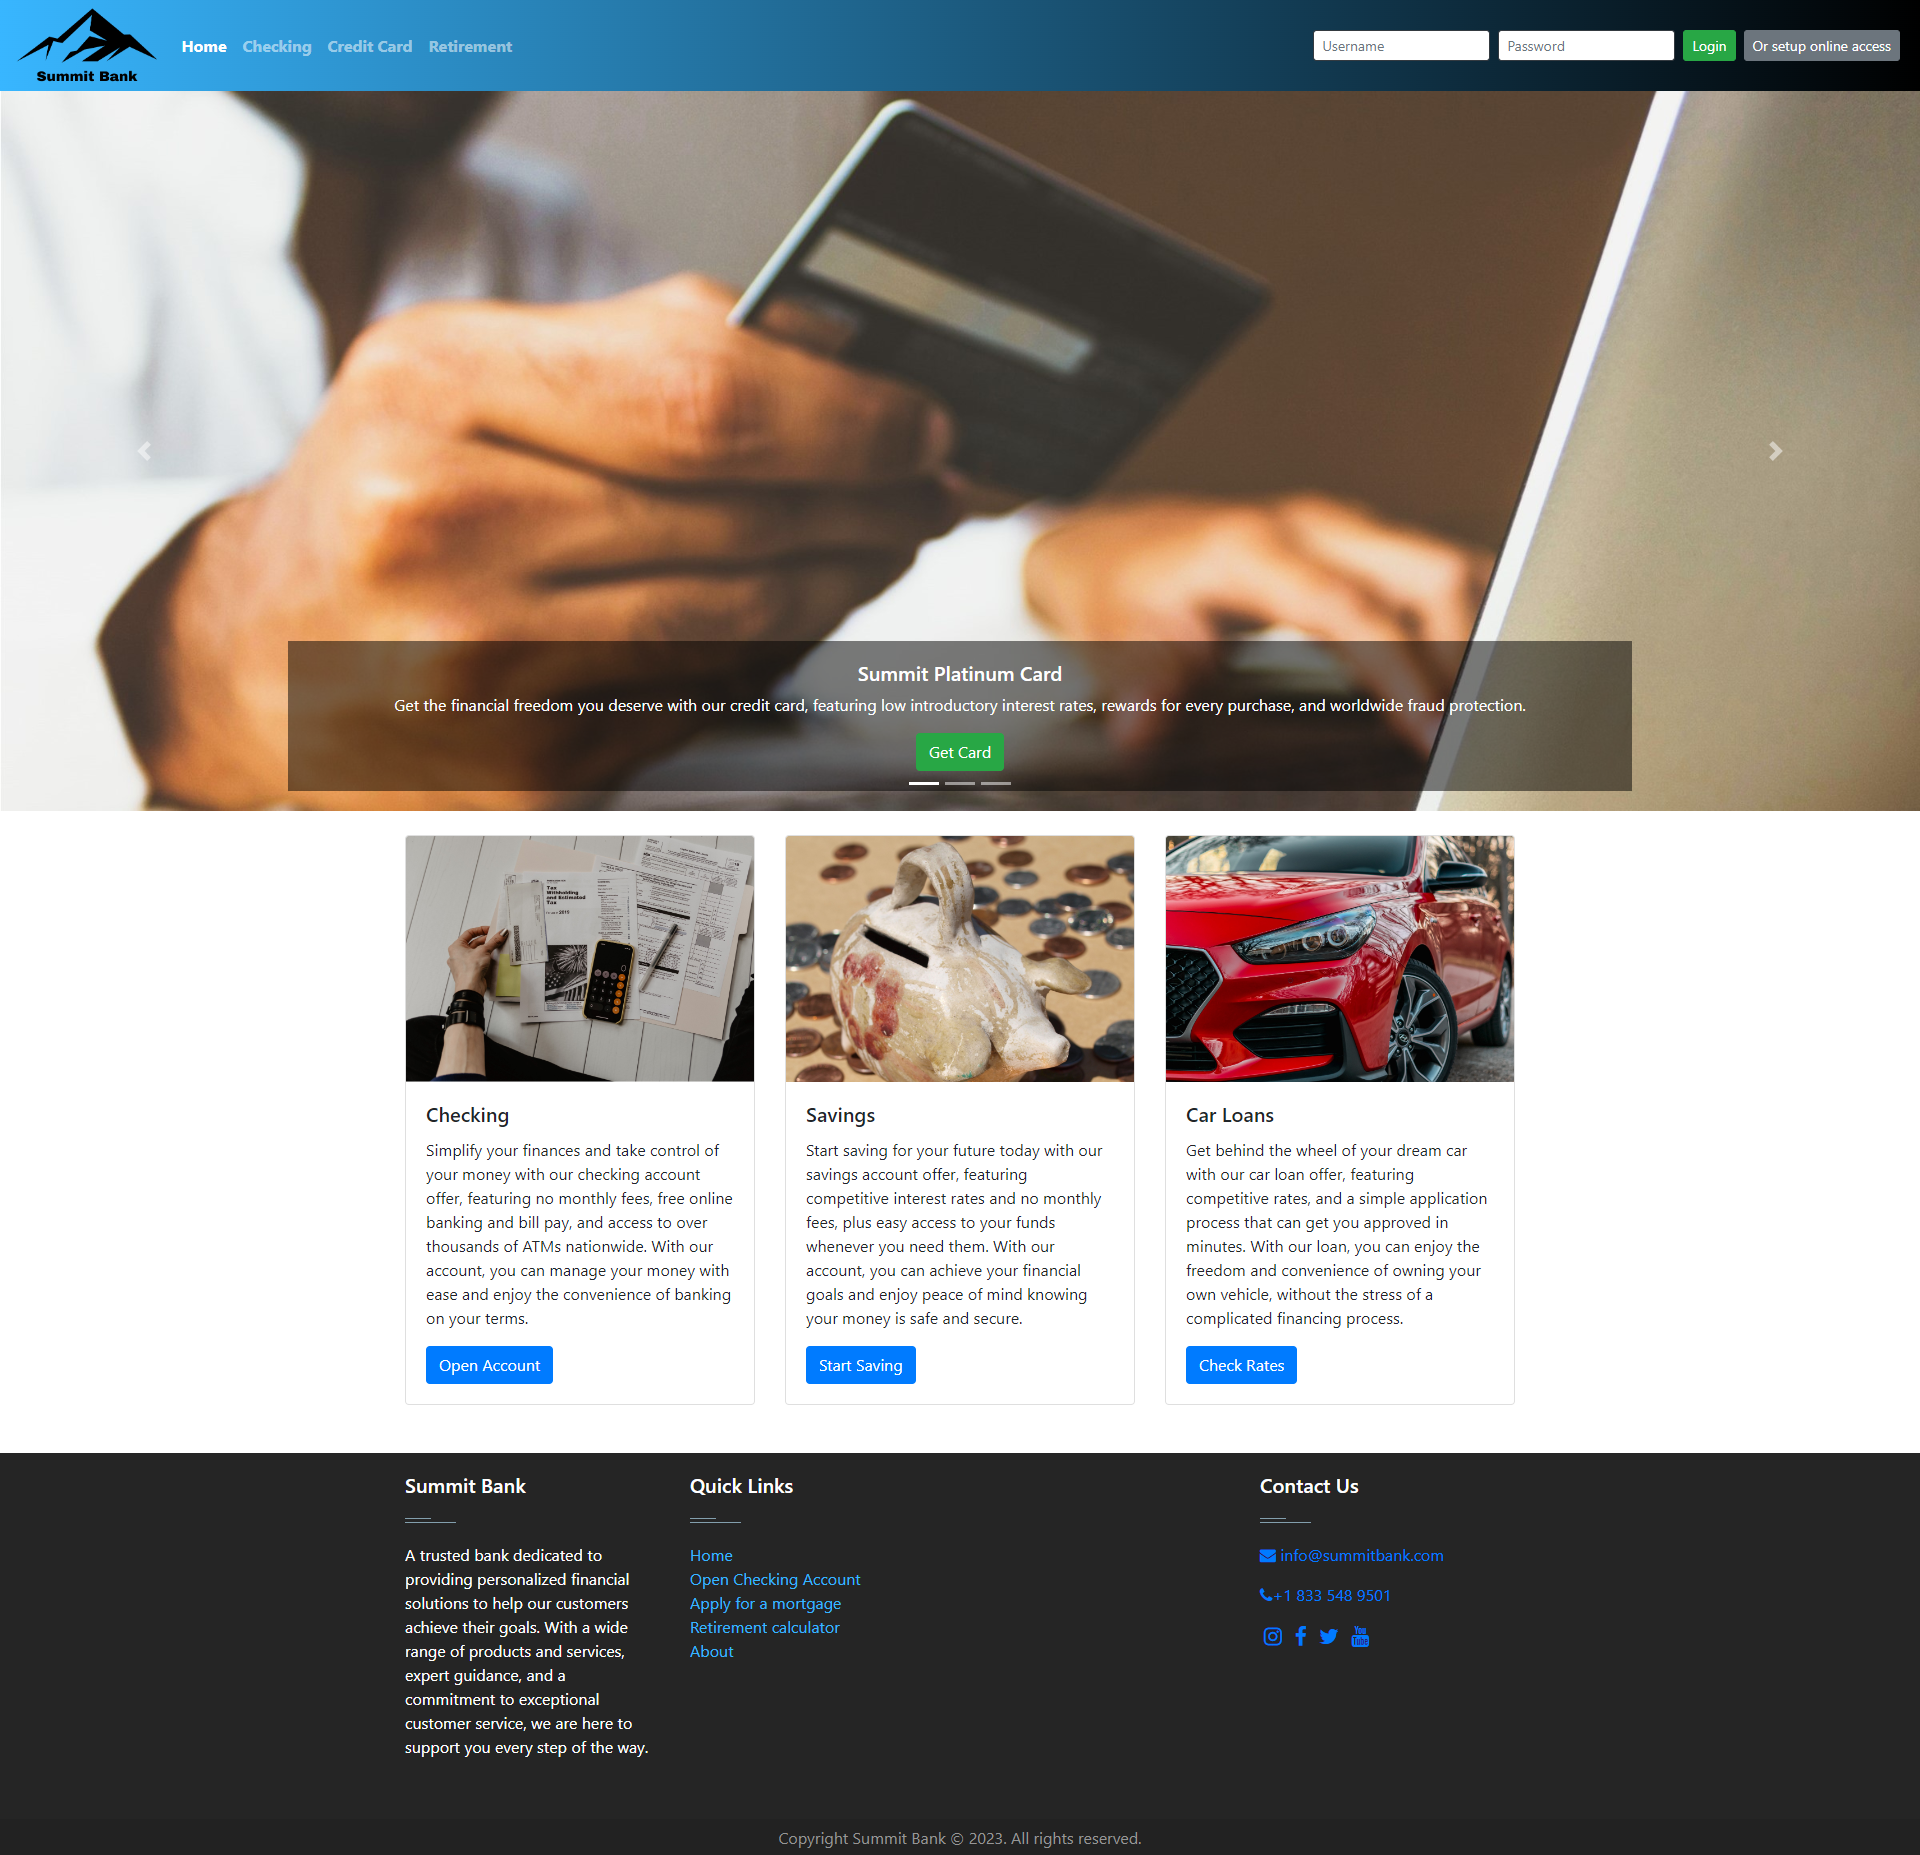 Summit Bank
Home Checking Credit Card Retirement
Username Password Login Or setup online access
Summit Platinum Card
Get the financial freedom you deserve with our credit card, featuring low introductory interest rates, rewards for every purchase, and worldwide fraud protection.
Get Card
Tax
Withholding
and Estimated
Tax
2019
Checking
Simplify your finances and take control of
your money with our checking account
offer, featuring no monthly fees, free online
banking and bill pay, and access to over
thousands of ATMs nationwide. With our
account, you can manage your money with
ease and enjoy the convenience of banking
on your terms.
Open Account
Savings
Start saving for your future today with our
savings account offer, featuring
competitive interest rates and no monthly
fees, plus easy access to your funds
whenever you need them. With our
account, you can achieve your financial
goals and enjoy peace of mind knowing
your money is safe and secure.
Start Saving
Car Loans
Get behind the wheel of your dream car
with our car loan offer, featuring
competitive rates, and a simple application
process that can get you approved in
minutes. With our loan, you can enjoy the
freedom and convenience of owning your
own vehicle, without the stress of a
complicated financing process.
Check Rates
Summit Bank
A trusted bank dedicated to
providing personalized financial
solutions to help our customers
achieve their goals. With a wide
range of products and services,
expert guidance, and a
commitment to exceptional
customer service, we are here to
support you every step of the way.
Quick Links
Home
Open Checking Account
Apply for a mortgage
Retirement calculator
About
Contact Us
info@summitbank.com
+1 833 548 9501
You
Tube
Copyright Summit Bank © 2023. All rights reserved.